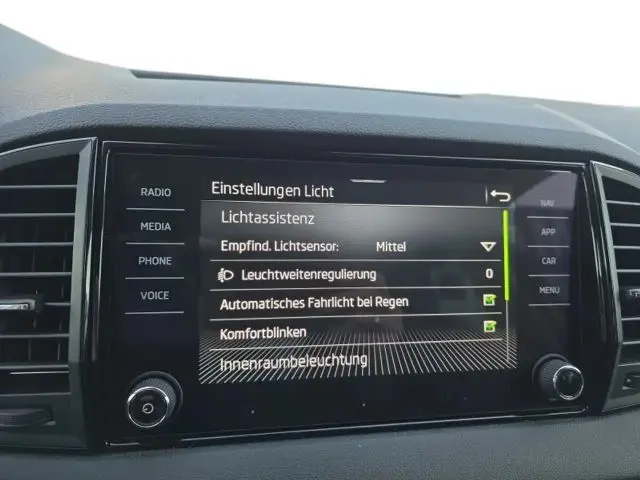 Einstellungen Licht
RADIO
MEDIA
PHONE
VOICE
Lichtassistenz
Empfind. Lichtsensor: Mittel
Leuchtweitenregulierung 0
Automatisches Fahrlicht bei Regen
Komfortblinken
Innenraumbeleuchtung
NAV
APP
CAR
MENU